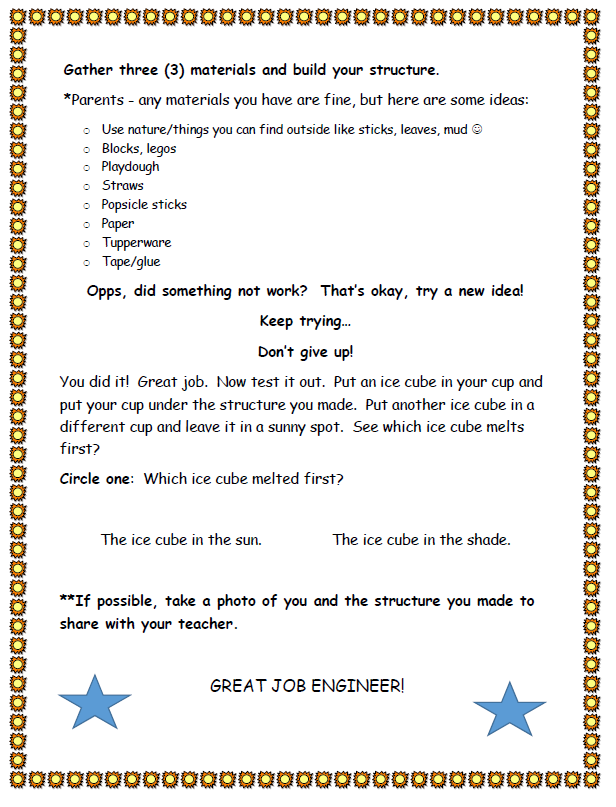 Gather three (3) materials and build your structure.
*Parents - any materials you have are fine, but here are some ideas:
o Use nature/things you can find outside like sticks, leaves, mud ☺
o Blocks, legos
o Playdough
o Straws
o Popsicle sticks
o Paper
o Tupperware
o Tape/glue
Opps, did something not work? That's okay, try a new idea!
Keep trying…
Don't give up!
You did it! Great job. Now test it out. Put an ice cube in your cup and
put your cup under the structure you made. Put another ice cube in a
different cup and leave it in a sunny spot. See which ice cube melts
first?
Circle one: Which ice cube melted first?
The ice cube in the sun. The ice cube in the shade.
**If possible, take a photo of you and the structure you made to
share with your teacher.
GREAT JOB ENGINEER!